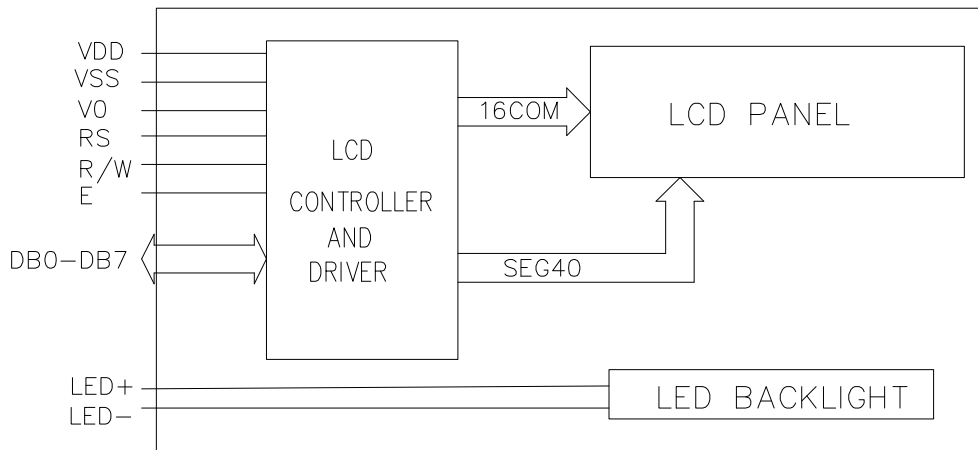 VDD
VSS
V0
RS
R/W
E
DB0-DB7
LED+
LED-
LCD
CONTROLLER
AND
DRIVER
16COM
SEG40
LCD PANEL
LED BACKLIGHT